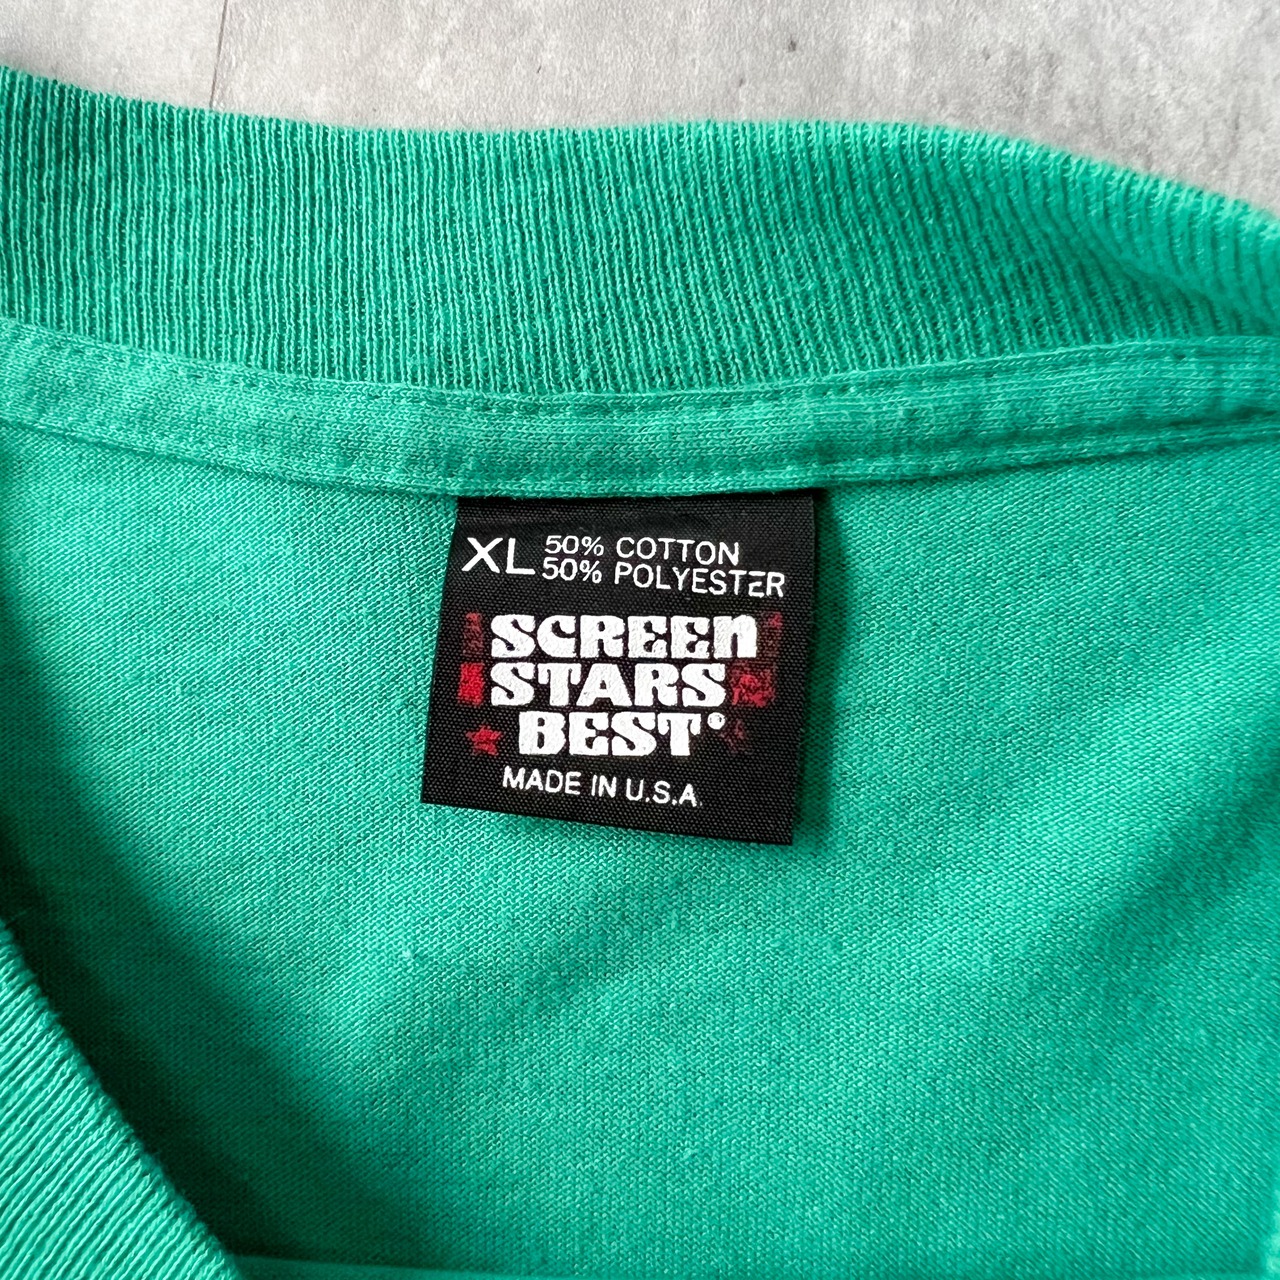 XL 50% COTTON
50% POLYESTER
SCREEN
STARS
BEST®
MADE IN U.S.A.